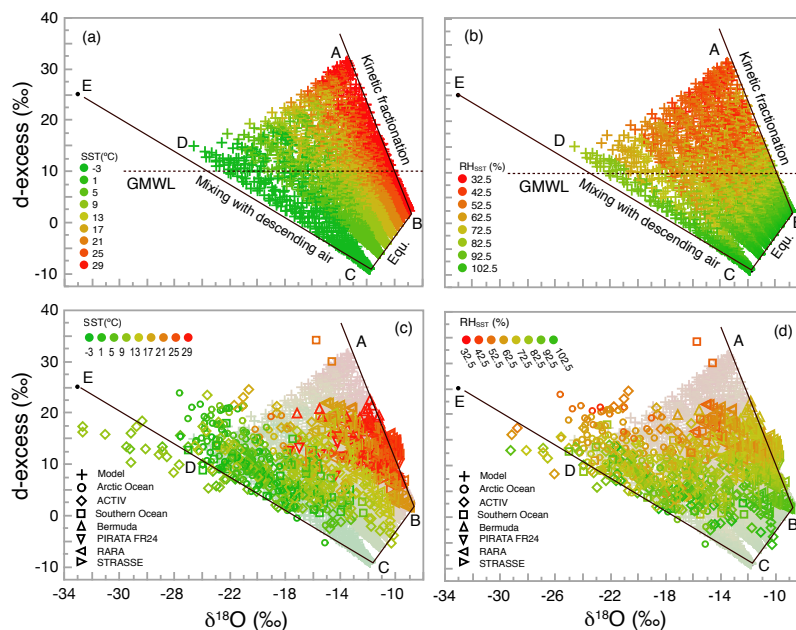 (a)
(b)
40
30
20
10
0
-10
d-excess (‰)
A
Kinetic fractionation
E
D
SST(°C)
-3
1
5
9
13
17
21
25
29
GMWL
Mixing with descending air
B
Equ.
C
A
Kinetic fractionation
E
D
RHSST (%)
32.5
42.5
52.5
62.5
72.5
82.5
92.5
102.5
GMWL
Mixing with descending air
B
Equ.
C
40
30
20
10
0
-10
d-excess (‰)
SST(°C)
-3 1 5 9 13 17 21 25 29
(c)
A
E
D
B
C
Model
Arctic Ocean
ACTIV
Southern Ocean
Bermuda
PIRATA FR24
RARA
STRASSE
RHSST (%)
32.5 42.5 52.5 62.5 72.5 82.5 92.5 102.5
(d)
A
E
D
B
C
Model
Arctic Ocean
ACTIV
Southern Ocean
Bermuda
PIRATA FR24
RARA
STRASSE
-34 -30 -26 -22 -18 -14 -10
-34 -30 -26 -22 -18 -14 -10
δ18O (‰)
δ18O (‰)